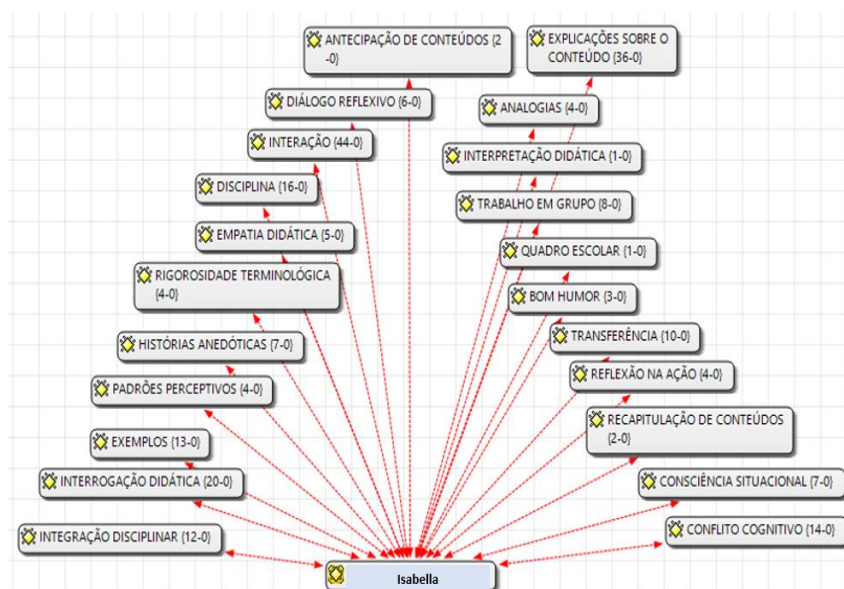 ANTECIPAÇÃO DE CONTEÚDOS {2
-0}
EXPLICAÇÕES SOBRE O
CONTEÚDO {36-0}
DIÁLOGO REFLEXIVO {6-0}
ANALOGIAS {4-0}
INTERAÇÃO {44-0}
INTERPRETAÇÃO DIDÁTICA {1-0}
DISCIPLINA {16-0}
TRABALHO EM GRUPO {8-0}
EMPATIA DIDÁTICA {5-0}
QUADRO ESCOLAR {1-0}
RIGOROSIDADE TERMINOLÓGICA
{4-0}
BOM HUMOR {3-0}
HISTÓRIAS ANEDÓTICAS {7-0}
TRANSFERÊNCIA {10-0}
PADRÕES PERCEPTIVOS {4-0}
REFLEXÃO NA AÇÃO {4-0}
EXEMPLOS {13-0}
RECAPITULAÇÃO DE CONTEÚDOS
{2-0}
INTERROGAÇÃO DIDÁTICA {20-0}
CONSCIÊNCIA SITUACIONAL {7-0}
INTEGRAÇÃO DISCIPLINAR {12-0}
CONFLITO COGNITIVO {14-0}
Isabella